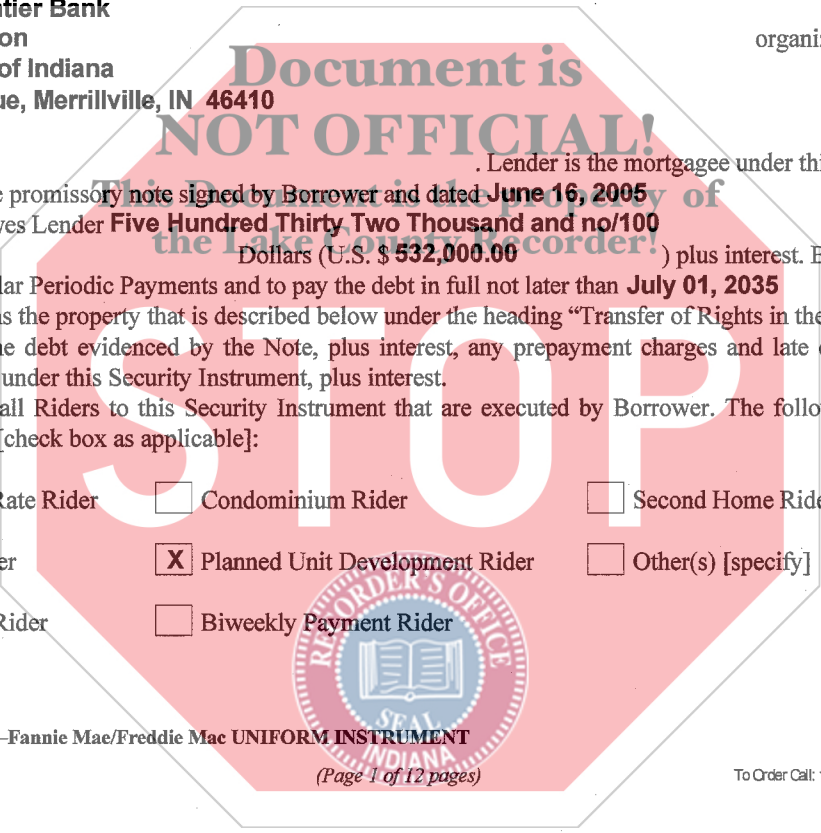 ntier Bank
on organi
of Indiana
ue, Merrillville, IN 46410
Document is
NOT OFFICIAL!
This Document is the property of
the Lake County Recorder!
. Lender is the mortgagee under thi
e promissory note signed by Borrower and dated June 16, 2005
ves Lender Five Hundred Thirty Two Thousand and no/100
Dollars (U.S. $ 532,000.00 ) plus interest. B
lar Periodic Payments and to pay the debt in full not later than July 01, 2035
as the property that is described below under the heading “Transfer of Rights in the
he debt evidenced by the Note, plus interest, any prepayment charges and late
under this Security Instrument, plus interest.
all Riders to this Security Instrument that are executed by Borrower. The follo
[check box as applicable]:
STOP
Rate Rider Condominium Rider Second Home Ride
er X Planned Unit Development Rider Other(s) [specify]
Rider Biweekly Payment Rider
RECORDER'S OFFICE
SEAL
INDIANA
–Fannie Mae/Freddie Mac UNIFORM INSTRUMENT
(Page 1 of 12 pages) To Order Call: